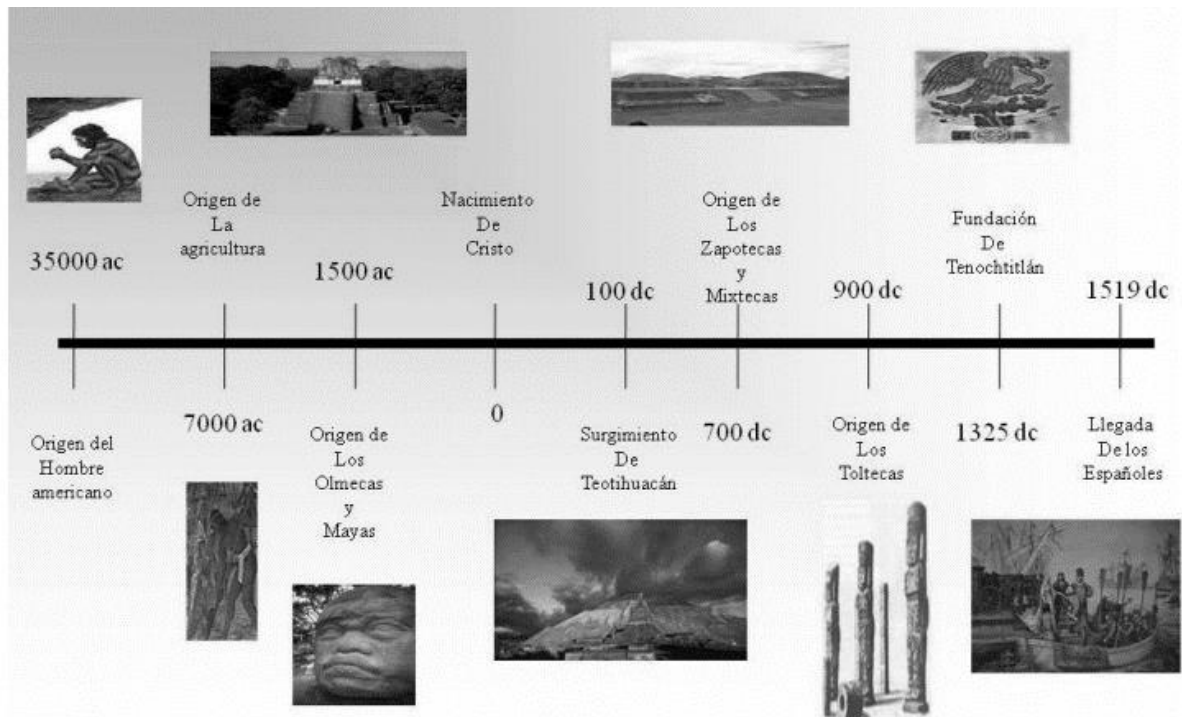 35000 ac
Origen del
Hombre
americano
Origen de
La
agricultura
7000 ac
1500 ac
Origen de
Los
Olmecas
y
Mayas
Nacimiento
De
Cristo
0
100 dc
Surgimiento
De
Teotihuacán
Origen de
Los
Zapotecas
y
Mixtecas
700 dc
900 dc
Origen de
Los
Toltecas
Fundación
De
Tenochtitlán
1325 dc
1519 dc
Llegada
De los
Españoles